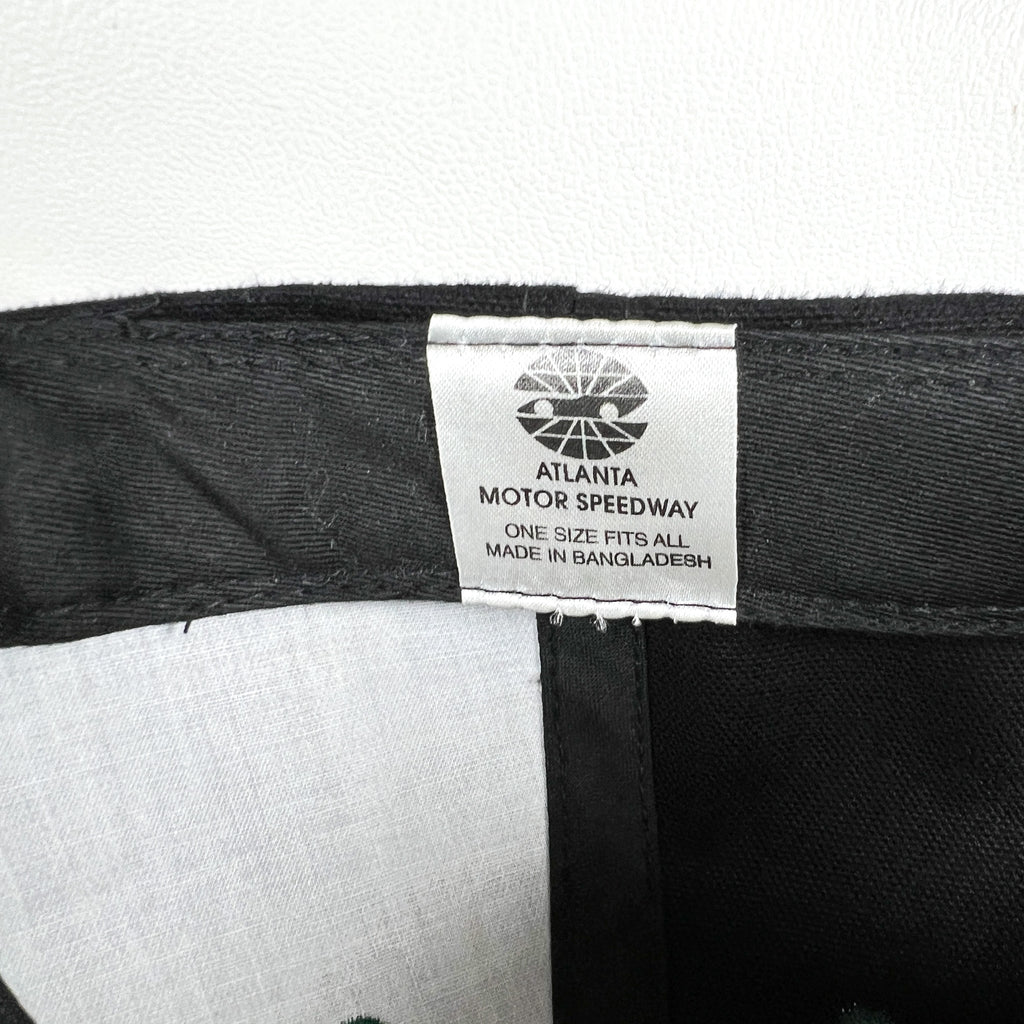 ATLANTA
MOTOR SPEEDWAY
ONE SIZE FITS ALL
MADE IN BANGLADESH